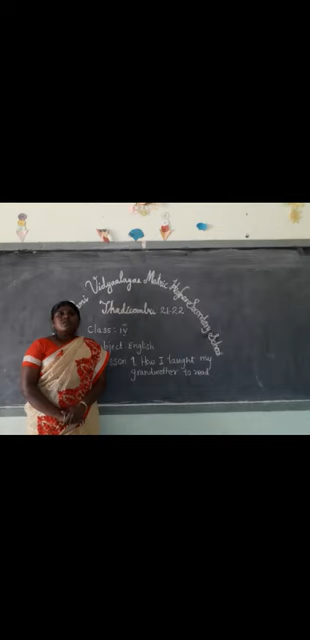 Vidyaalayaa Matric Higher Secondary School
Thadicombu 21-22
Class: IV
bject English
sson 1. How I taught my
grandmother to read